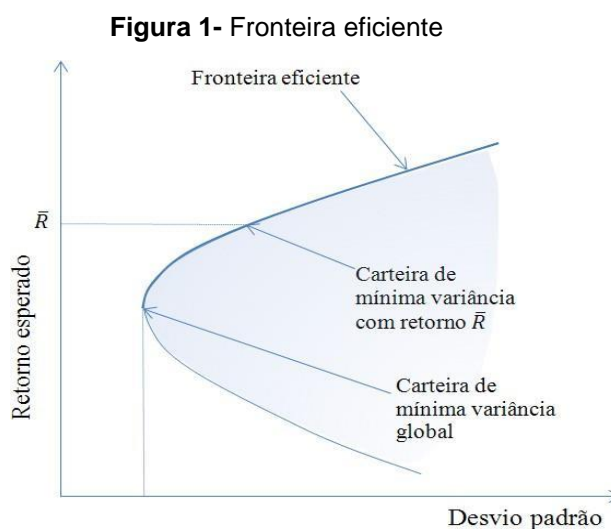 Figura 1- Fronteira eficiente
Fronteira eficiente
R̅
Retorno esperado
Carteira de
mínima variância
com retorno R̅
Carteira de
mínima variância
global
Desvio padrão